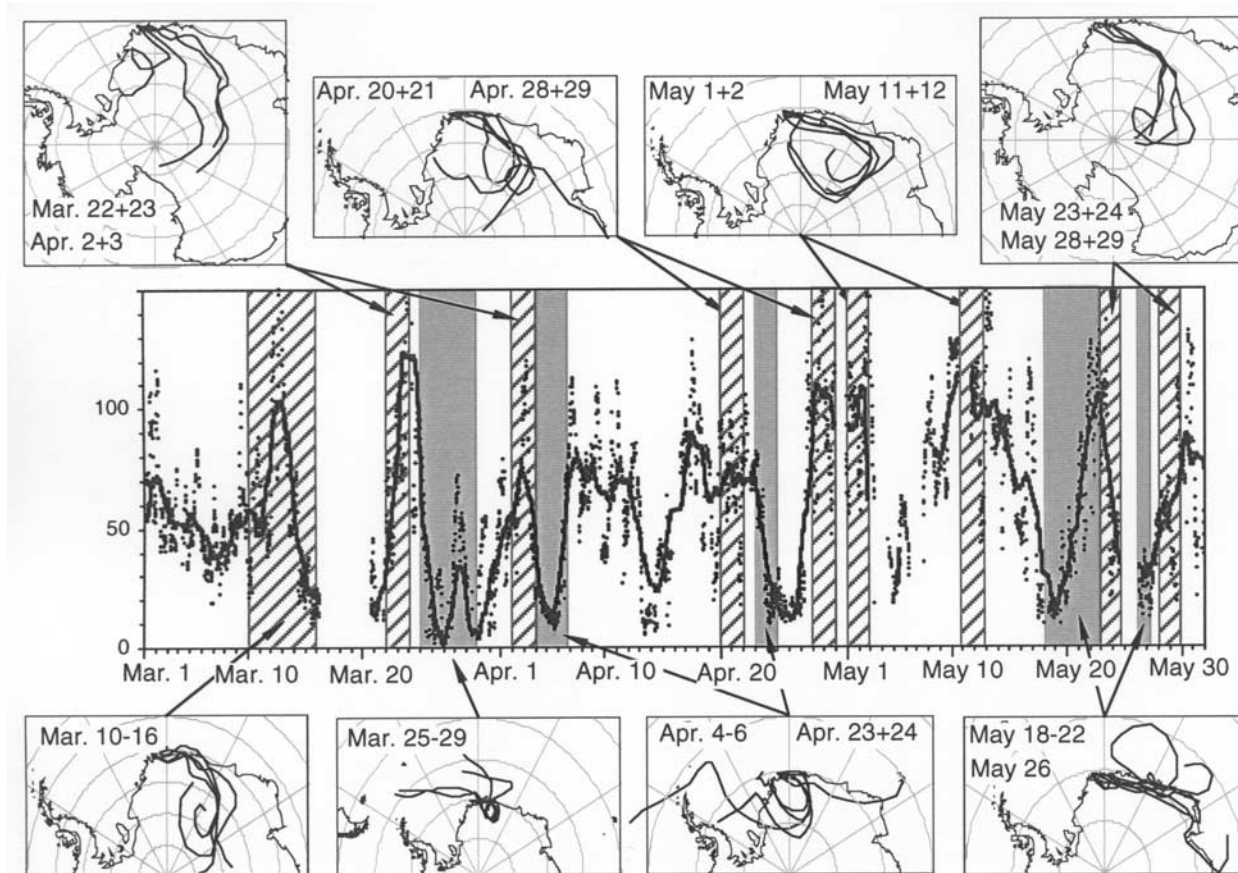 Mar. 22+23
Apr. 2+3
Apr. 20+21 Apr. 28+29
May 1+2 May 11+12
May 23+24
May 28+29
100
50
0
Mar. 1 Mar. 10 Mar. 20 Apr. 1 Apr. 10 Apr. 20 May 1 May 10 May 20 May 30
Mar. 10-16
Mar. 25-29
Apr. 4-6 Apr. 23+24
May 18-22
May 26